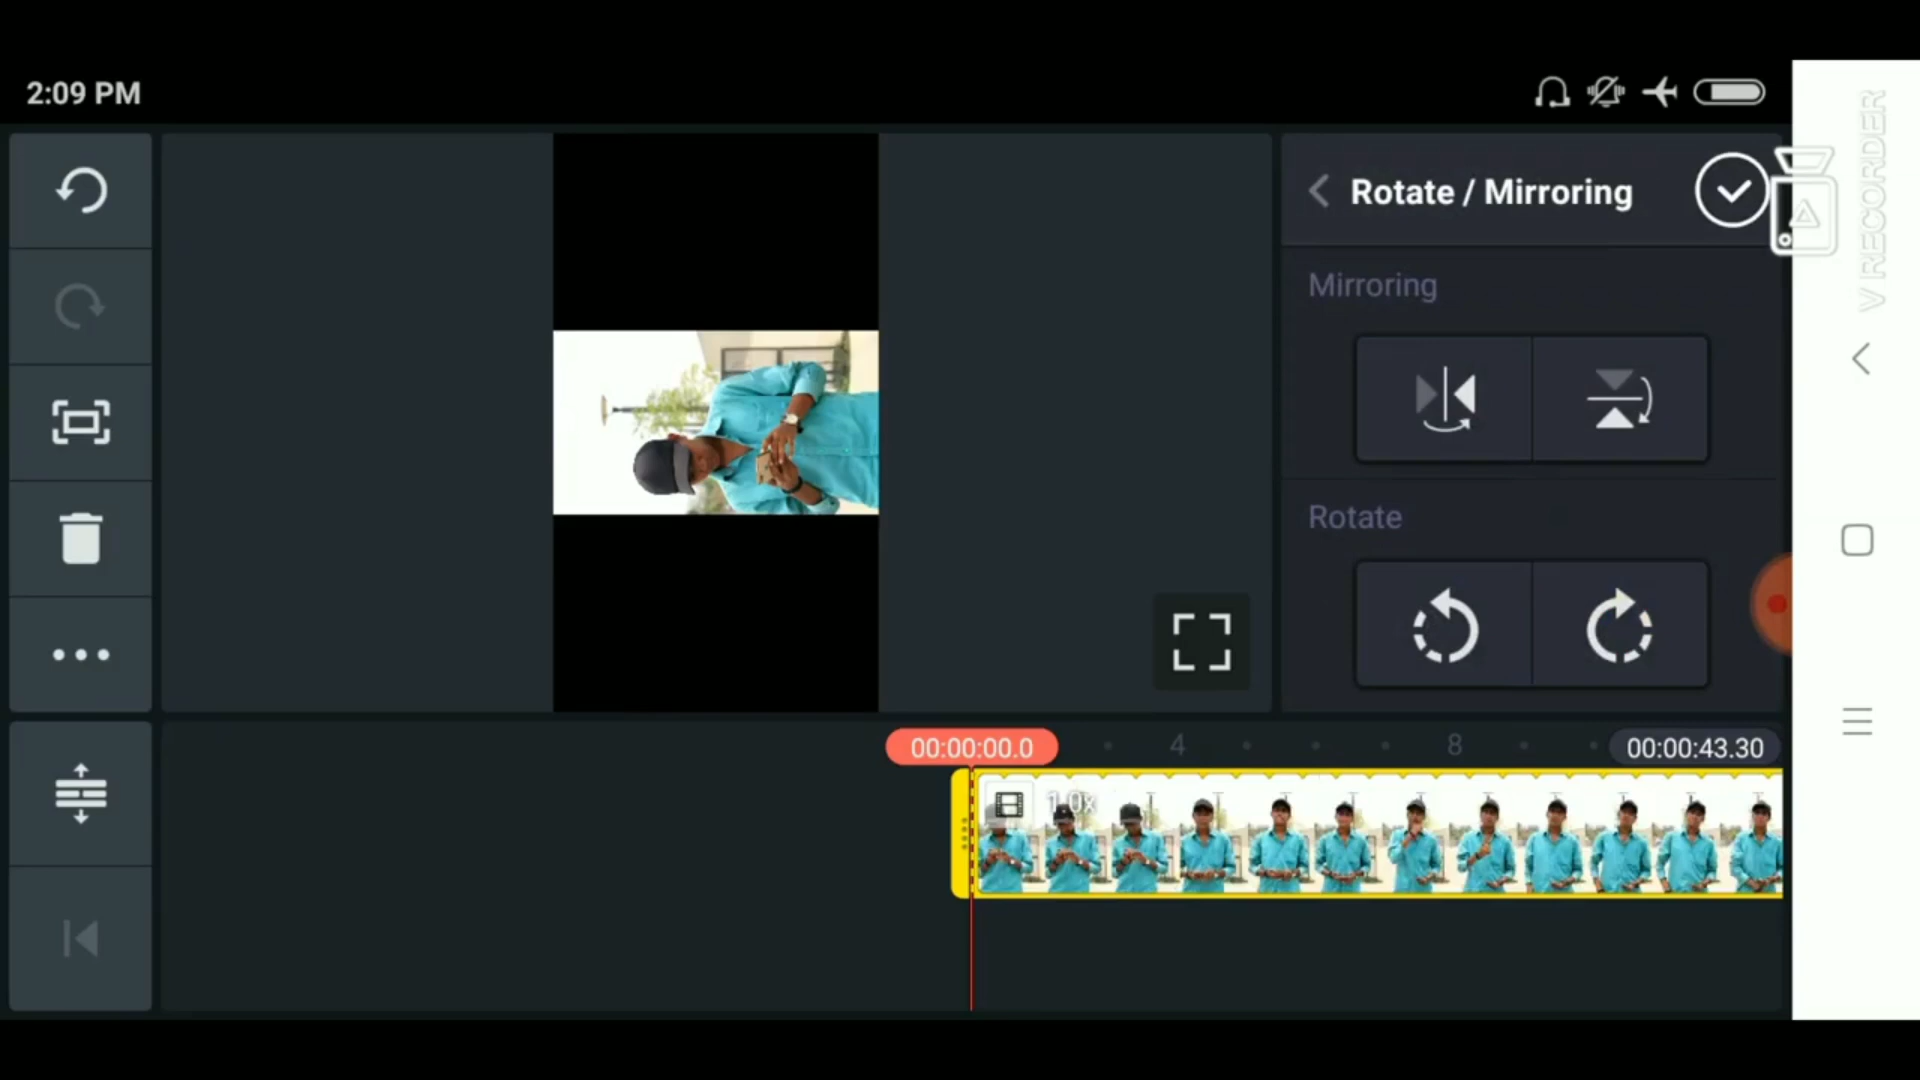 2:09 PM
V RECORDER
Rotate / Mirroring
Mirroring
Rotate
00:00:00.0
4
8
00:00:43.30
1.0x